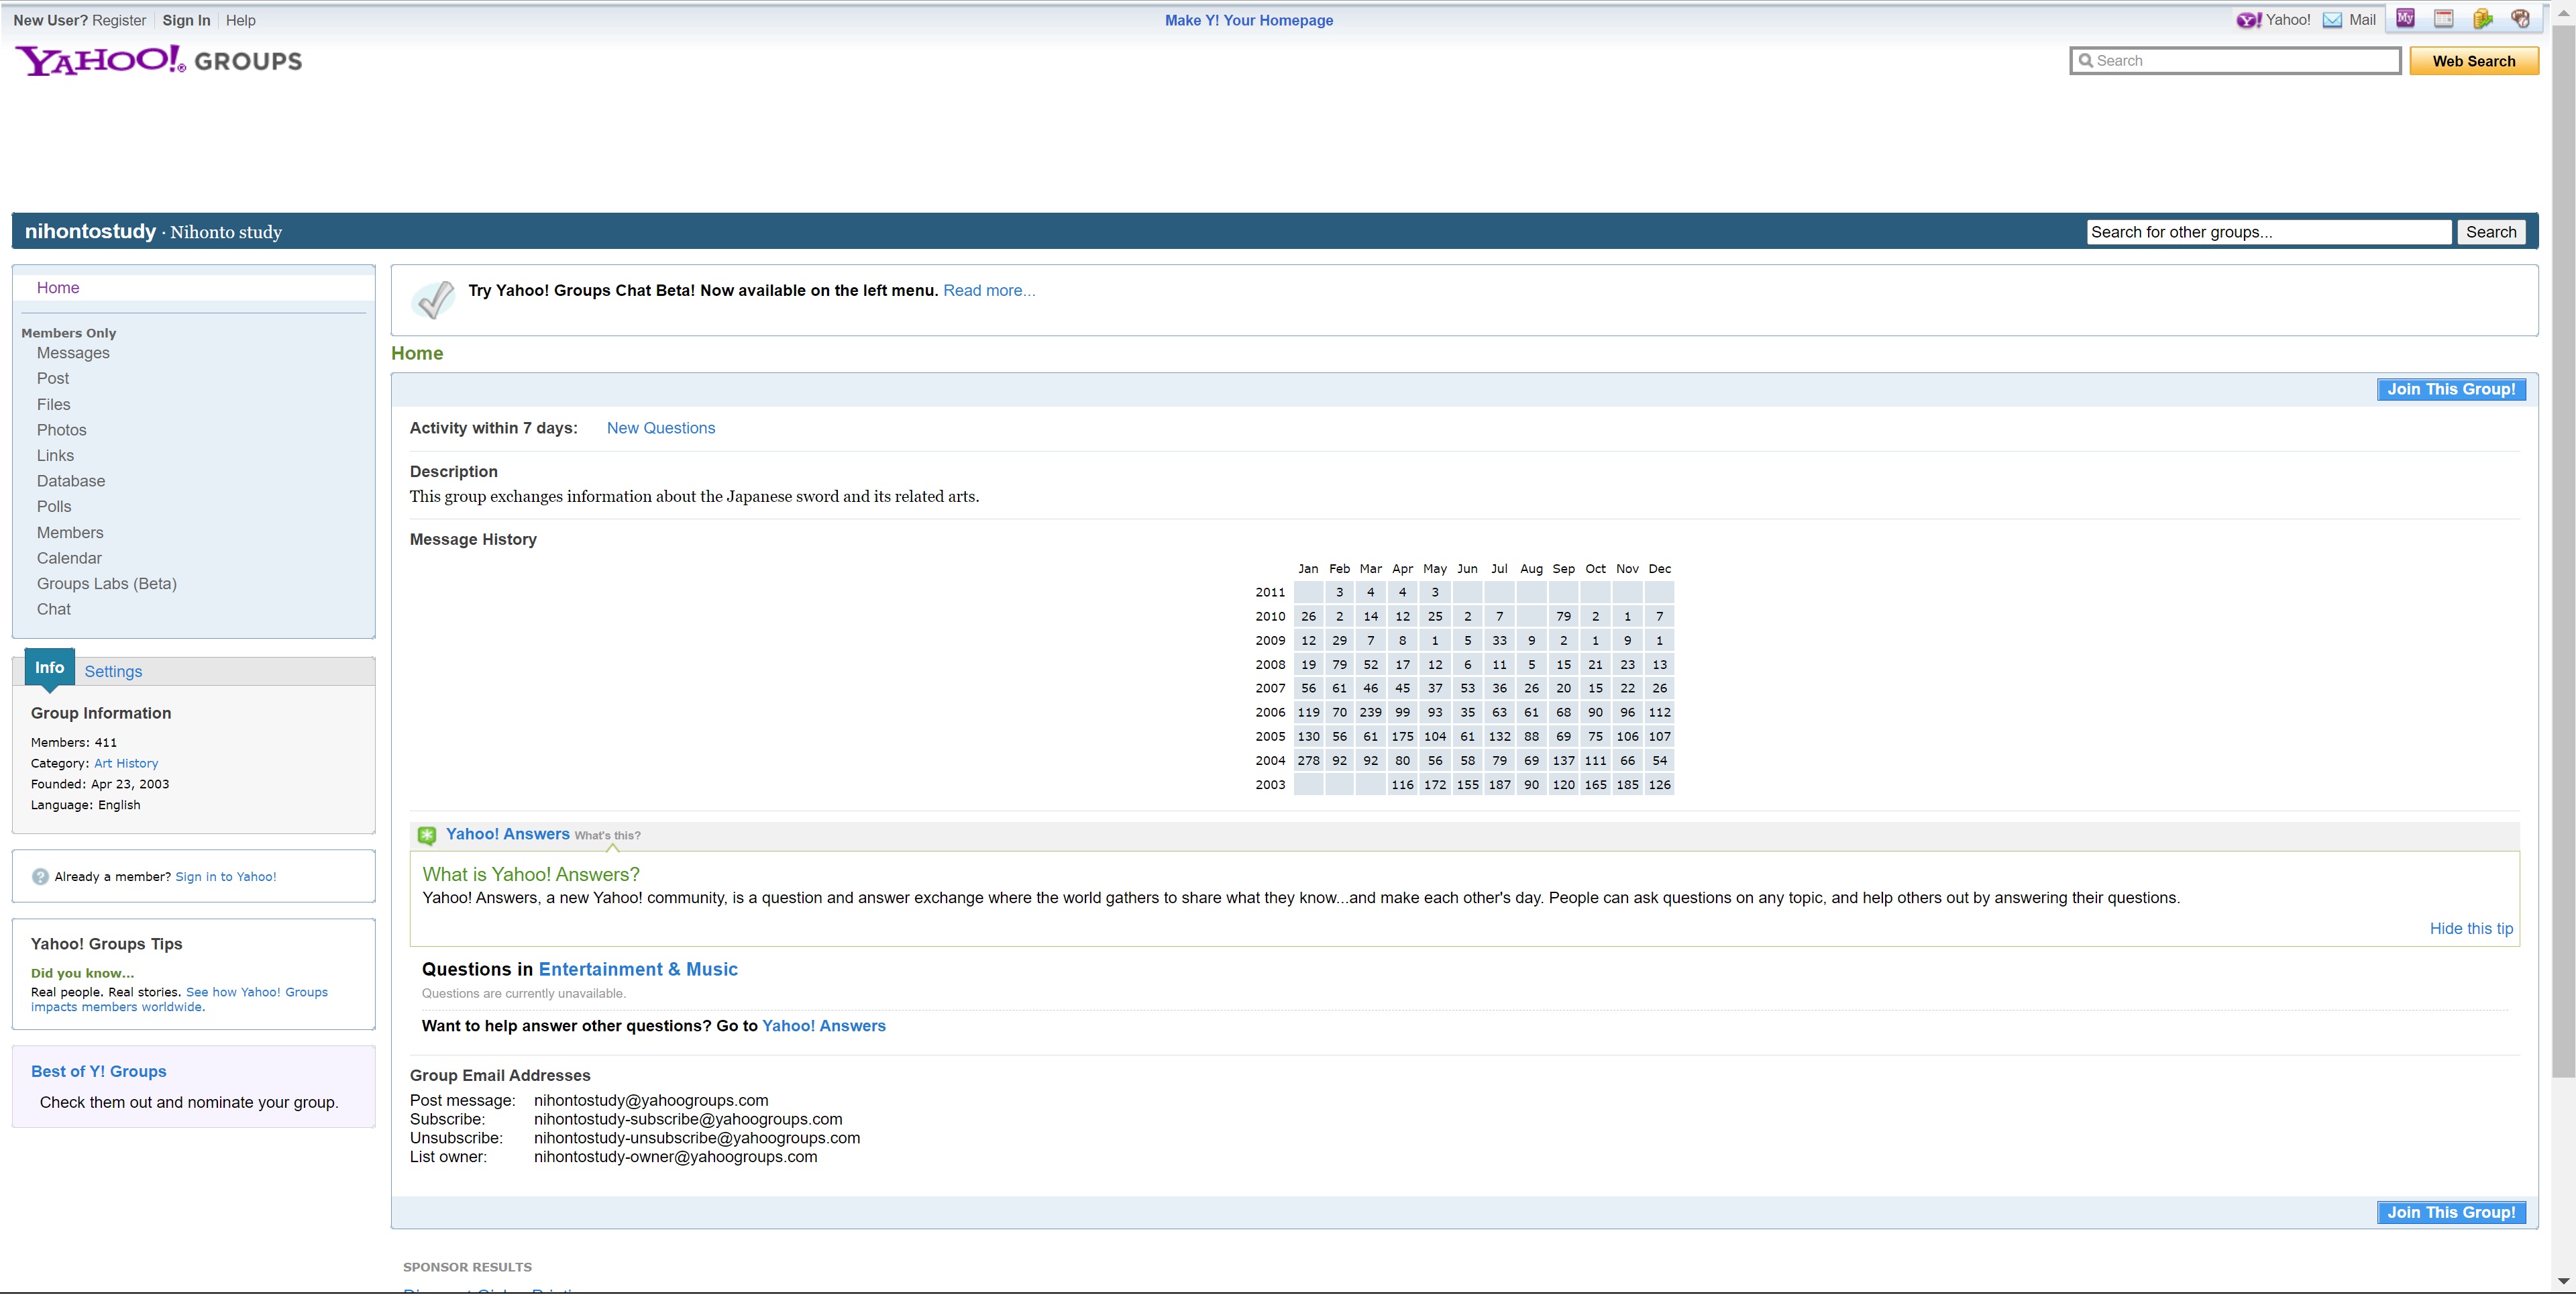 New User? Register Sign In Help
Make Y! Your Homepage
Yahoo! Mail
My
YAHOO! GROUPS
Search
Web Search
nihontostudy · Nihonto study
Search for other groups...
Search
Home
Members Only
Messages
Post
Files
Photos
Links
Database
Polls
Members
Calendar
Groups Labs (Beta)
Chat
Info
Settings
Group Information
Members: 411
Category: Art History
Founded: Apr 23, 2003
Language: English
Already a member? Sign in to Yahoo!
Yahoo! Groups Tips
Did you know...
Real people. Real stories. See how Yahoo! Groups
impacts members worldwide.
Best of Y! Groups
Check them out and nominate your group.
Try Yahoo! Groups Chat Beta! Now available on the left menu. Read more...
Home
Join This Group!
Activity within 7 days: New Questions
Description
This group exchanges information about the Japanese sword and its related arts.
Message History
Jan Feb Mar Apr May Jun Jul Aug Sep Oct Nov Dec
2011 3 4 4 3
2010 26 2 14 12 25 2 7 79 2 1 7
2009 12 29 7 8 1 5 33 9 2 1 9 1
2008 19 79 52 17 12 6 11 5 15 21 23 13
2007 56 61 46 45 37 53 36 26 20 15 22 26
2006 119 70 239 99 93 35 63 61 68 90 96 112
2005 130 56 61 175 104 61 132 88 69 75 106 107
2004 278 92 92 80 56 58 79 69 137 111 66 54
2003 116 172 155 187 90 120 165 185 126
Yahoo! Answers What's this?
What is Yahoo! Answers?
Yahoo! Answers, a new Yahoo! community, is a question and answer exchange where the world gathers to share what they know...and make each other's day. People can ask questions on any topic, and help others out by answering their questions.
Hide this tip
Questions in Entertainment & Music
Questions are currently unavailable.
Want to help answer other questions? Go to Yahoo! Answers
Group Email Addresses
Post message: nihontostudy@yahoogroups.com
Subscribe: nihontostudy-subscribe@yahoogroups.com
Unsubscribe: nihontostudy-unsubscribe@yahoogroups.com
List owner: nihontostudy-owner@yahoogroups.com
Join This Group!
SPONSOR RESULTS